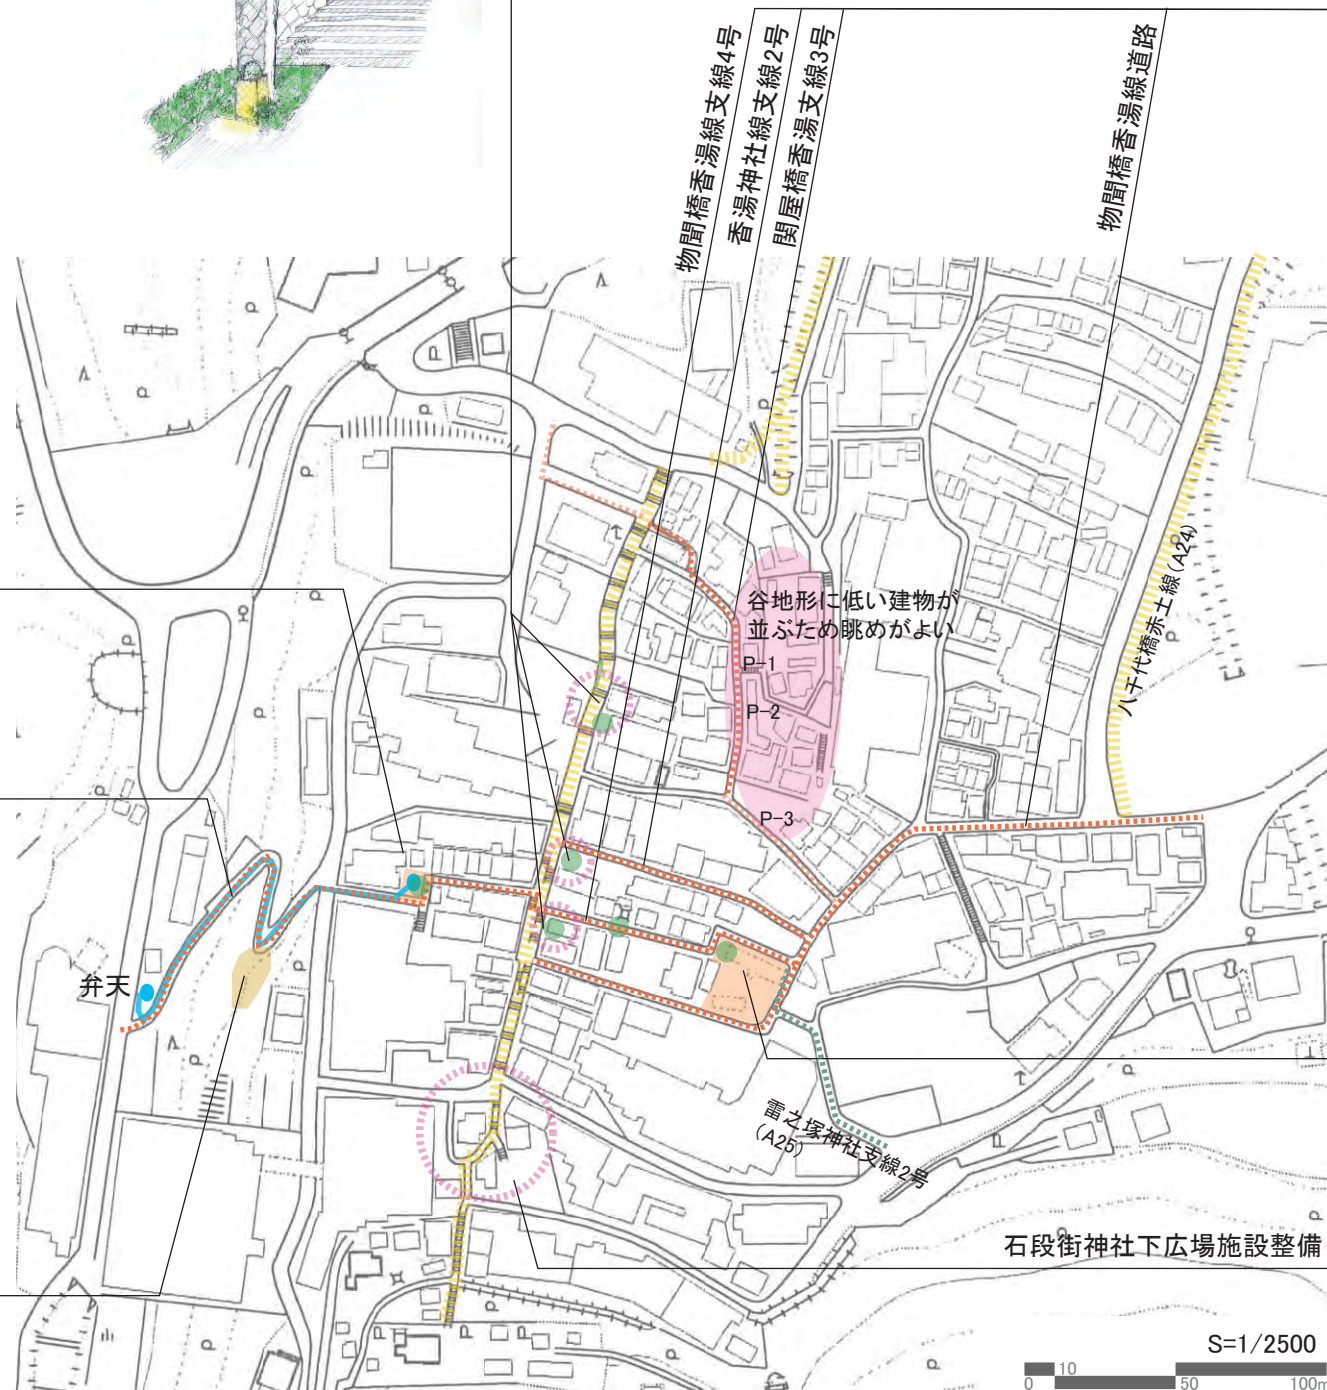 物聞橋香湯線支線4号
香湯神社線支線2号
関屋橋香湯支線3号
物聞橋香湯線道路
谷地形に低い建物が
並ぶため眺めがよい
P-1
P-2
P-3
八千代橋赤土線(A24)
弁天
雷之塚神社支線2号
(A25)
石段街神社下広場施設整備
S=1/2500
10
0
50
100m